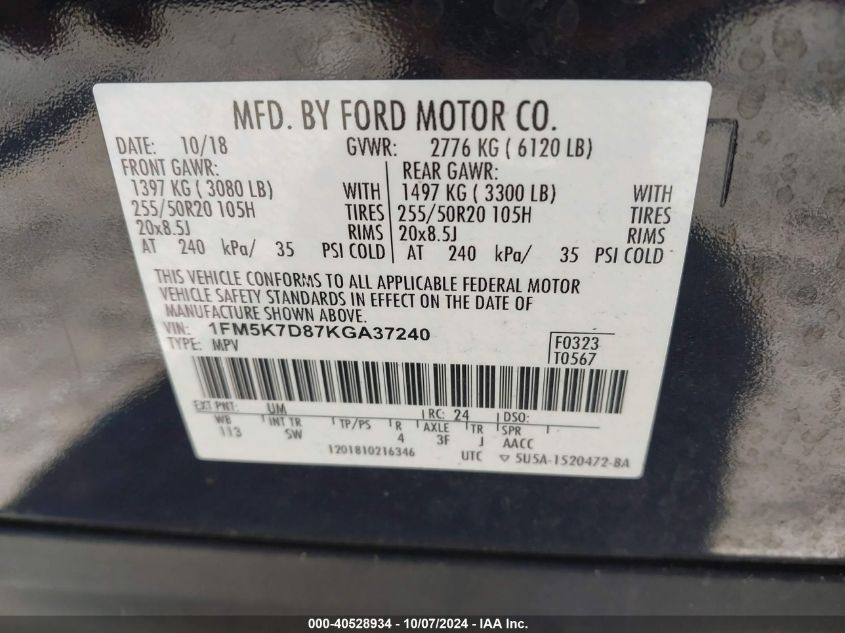 MFD. BY FORD MOTOR CO.
DATE: 10/18 GVWR: 2776 KG ( 6120 LB)
FRONT GAWR: REAR GAWR:
1397 KG ( 3080 LB) WITH 1497 KG ( 3300 LB) WITH
255/50R20 105H TIRES 255/50R20 105H TIRES
20x8.5J RIMS 20x8.5J RIMS
AT 240 kPa/ 35 PSI COLD AT 240 kPa/ 35 PSI COLD
THIS VEHICLE CONFORMS TO ALL APPLICABLE FEDERAL MOTOR
VEHICLE SAFETY STANDARDS IN EFFECT ON THE DATE OF
MANUFACTURE SHOWN ABOVE.
VIN: 1FM5K7D87KGA37240
TYPE: MPV
F0323
T0567
EXT PNT: UM RC: 24 DSO:
WB INT TR TP/PS R AXLE TR SPR
113 SW 4 3F J AACC
1201810216346 UTC ▽ 5U5A-1520472-BA
000-40528934 - 10/07/2024 - IAA Inc.